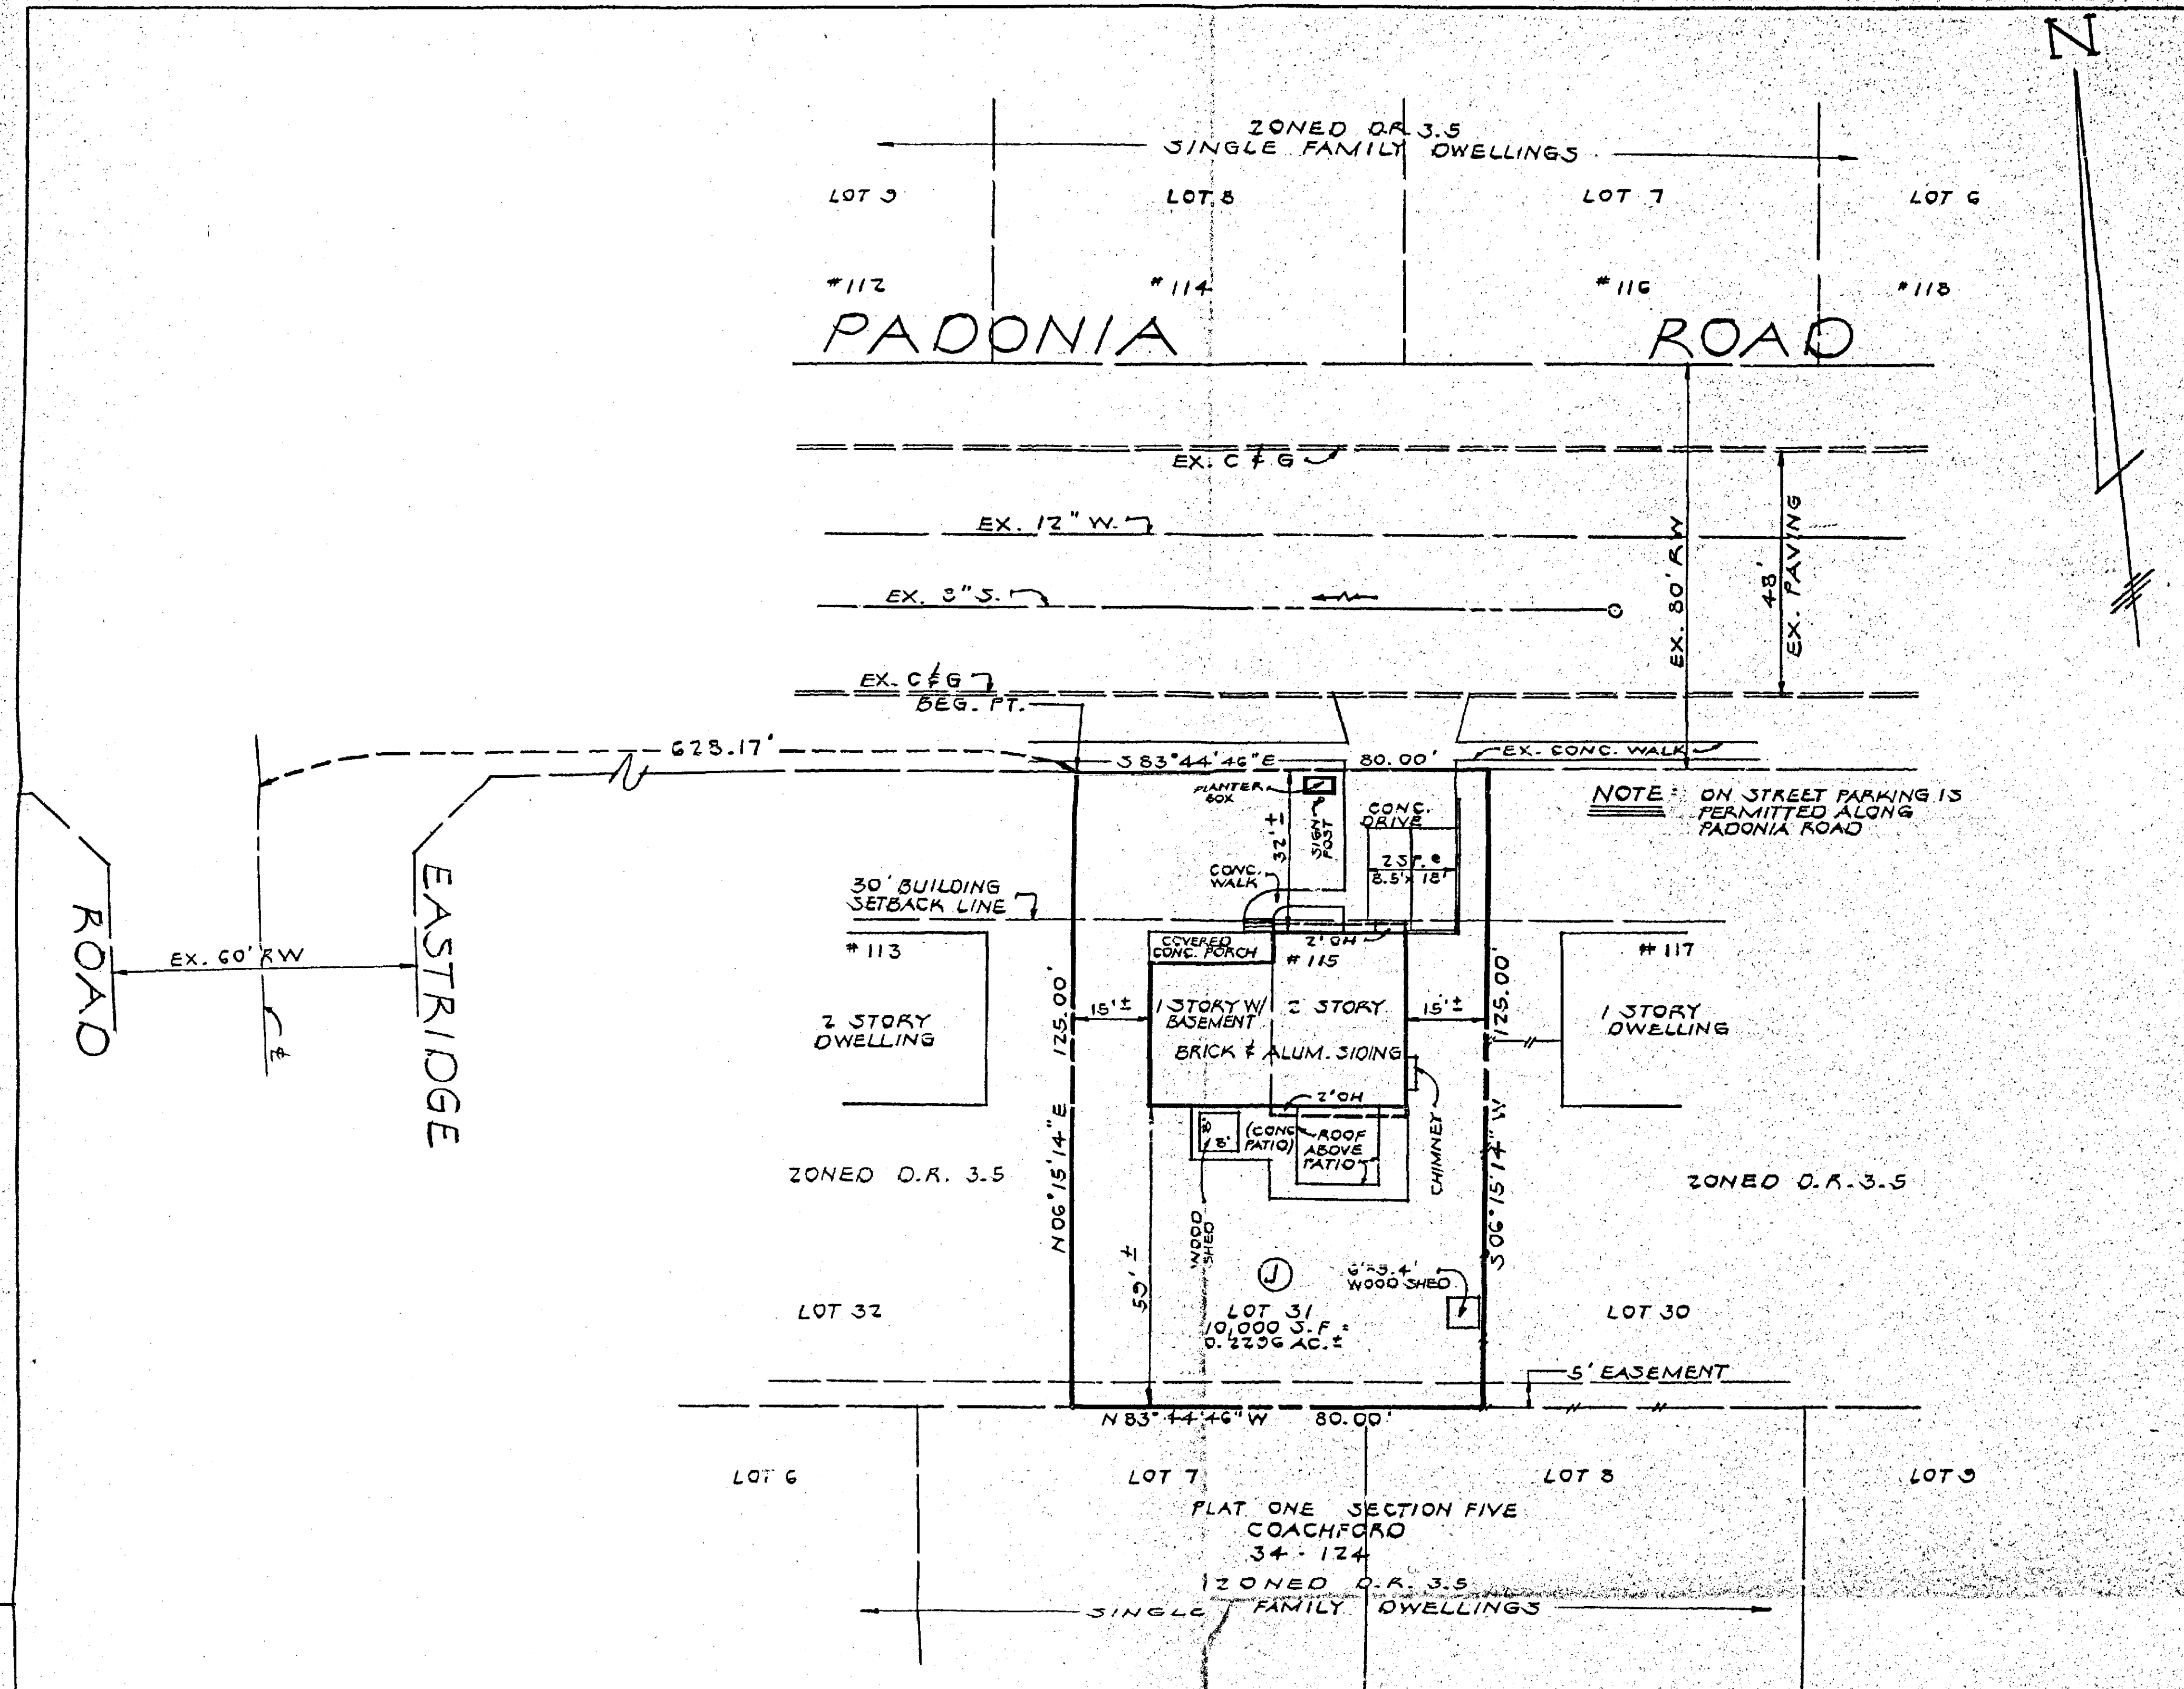 N
ZONED D.R. 3.5
SINGLE FAMILY DWELLINGS
LOT 9
LOT 8
LOT 7
LOT 6
#112
#114
#116
#118
PADONIA ROAD
EX. C & G
EX. 12" W.
EX. 8" S.
EX. 80' RW
48'
EX. PAVING
EX. C & G
BEG. PT.
628.17'
S 83°44'46" E 80.00'
EX. CONC. WALK
NOTE: ON STREET PARKING IS
PERMITTED ALONG
PADONIA ROAD
PLANTER
BOX
SIGN
POST
32'±
CONC.
DRIVE
2 SP. @
8.5' x 18'
CONC.
WALK
30' BUILDING
SETBACK LINE
EASTRIDGE
ROAD
EX. 60' RW
℄
#113
2 STORY
DWELLING
COVERED
CONC. PORCH
2' OH
#115
#117
1 STORY
DWELLING
15'±
1 STORY W/
BASEMENT
2 STORY
15'±
BRICK & ALUM. SIDING
N 06°15'14" E 125.00'
S 06°15'14" W 125.00'
2' OH
8'
(CONC
PATIO)
ROOF
ABOVE
PATIO
CHIMNEY
WOOD
SHED
ZONED D.R. 3.5
ZONED D.R. 3.5
59'±
J
WOOD SHED
LOT 32
LOT 31
10,000 S.F. =
0.2296 AC.±
LOT 30
5' EASEMENT
N 83°44'46" W 80.00'
LOT 6
LOT 7
LOT 8
LOT 9
PLAT ONE SECTION FIVE
COACHFORD
34 - 124
ZONED D.R. 3.5
SINGLE FAMILY DWELLINGS